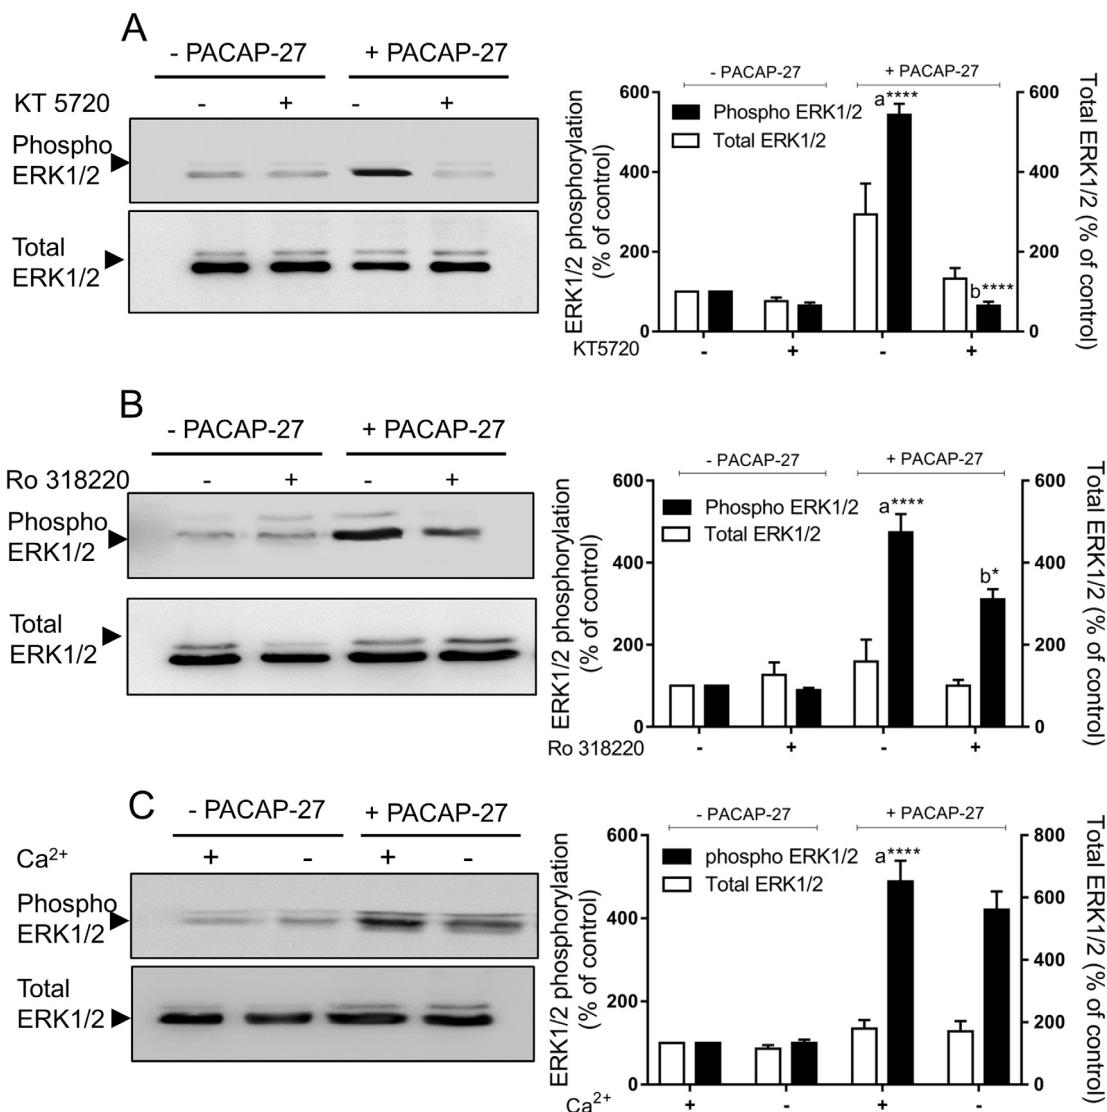 A
- PACAP-27 + PACAP-27
KT 5720 - + - +
Phospho
ERK1/2
Total
ERK1/2
- PACAP-27 + PACAP-27
Phospho ERK1/2
Total ERK1/2
ERK1/2 phosphorylation
(% of control)
Total ERK1/2 (% of control)
600 600
400 400
200 200
0 0
a****
b****
KT5720 - + - +
B
- PACAP-27 + PACAP-27
Ro 318220 - + - +
Phospho
ERK1/2
Total
ERK1/2
- PACAP-27 + PACAP-27
Phospho ERK1/2
Total ERK1/2
ERK1/2 phosphorylation
(% of control)
Total ERK1/2 (% of control)
600 600
400 400
200 200
0 0
a****
b*
Ro 318220 - + - +
C
- PACAP-27 + PACAP-27
Ca²⁺ + - + -
Phospho
ERK1/2
Total
ERK1/2
- PACAP-27 + PACAP-27
phospho ERK1/2
Total ERK1/2
ERK1/2 phosphorylation
(% of control)
Total ERK1/2 (% of control)
600 800
400 600
200 400
0 200
0
a****
Ca²⁺ + - + -